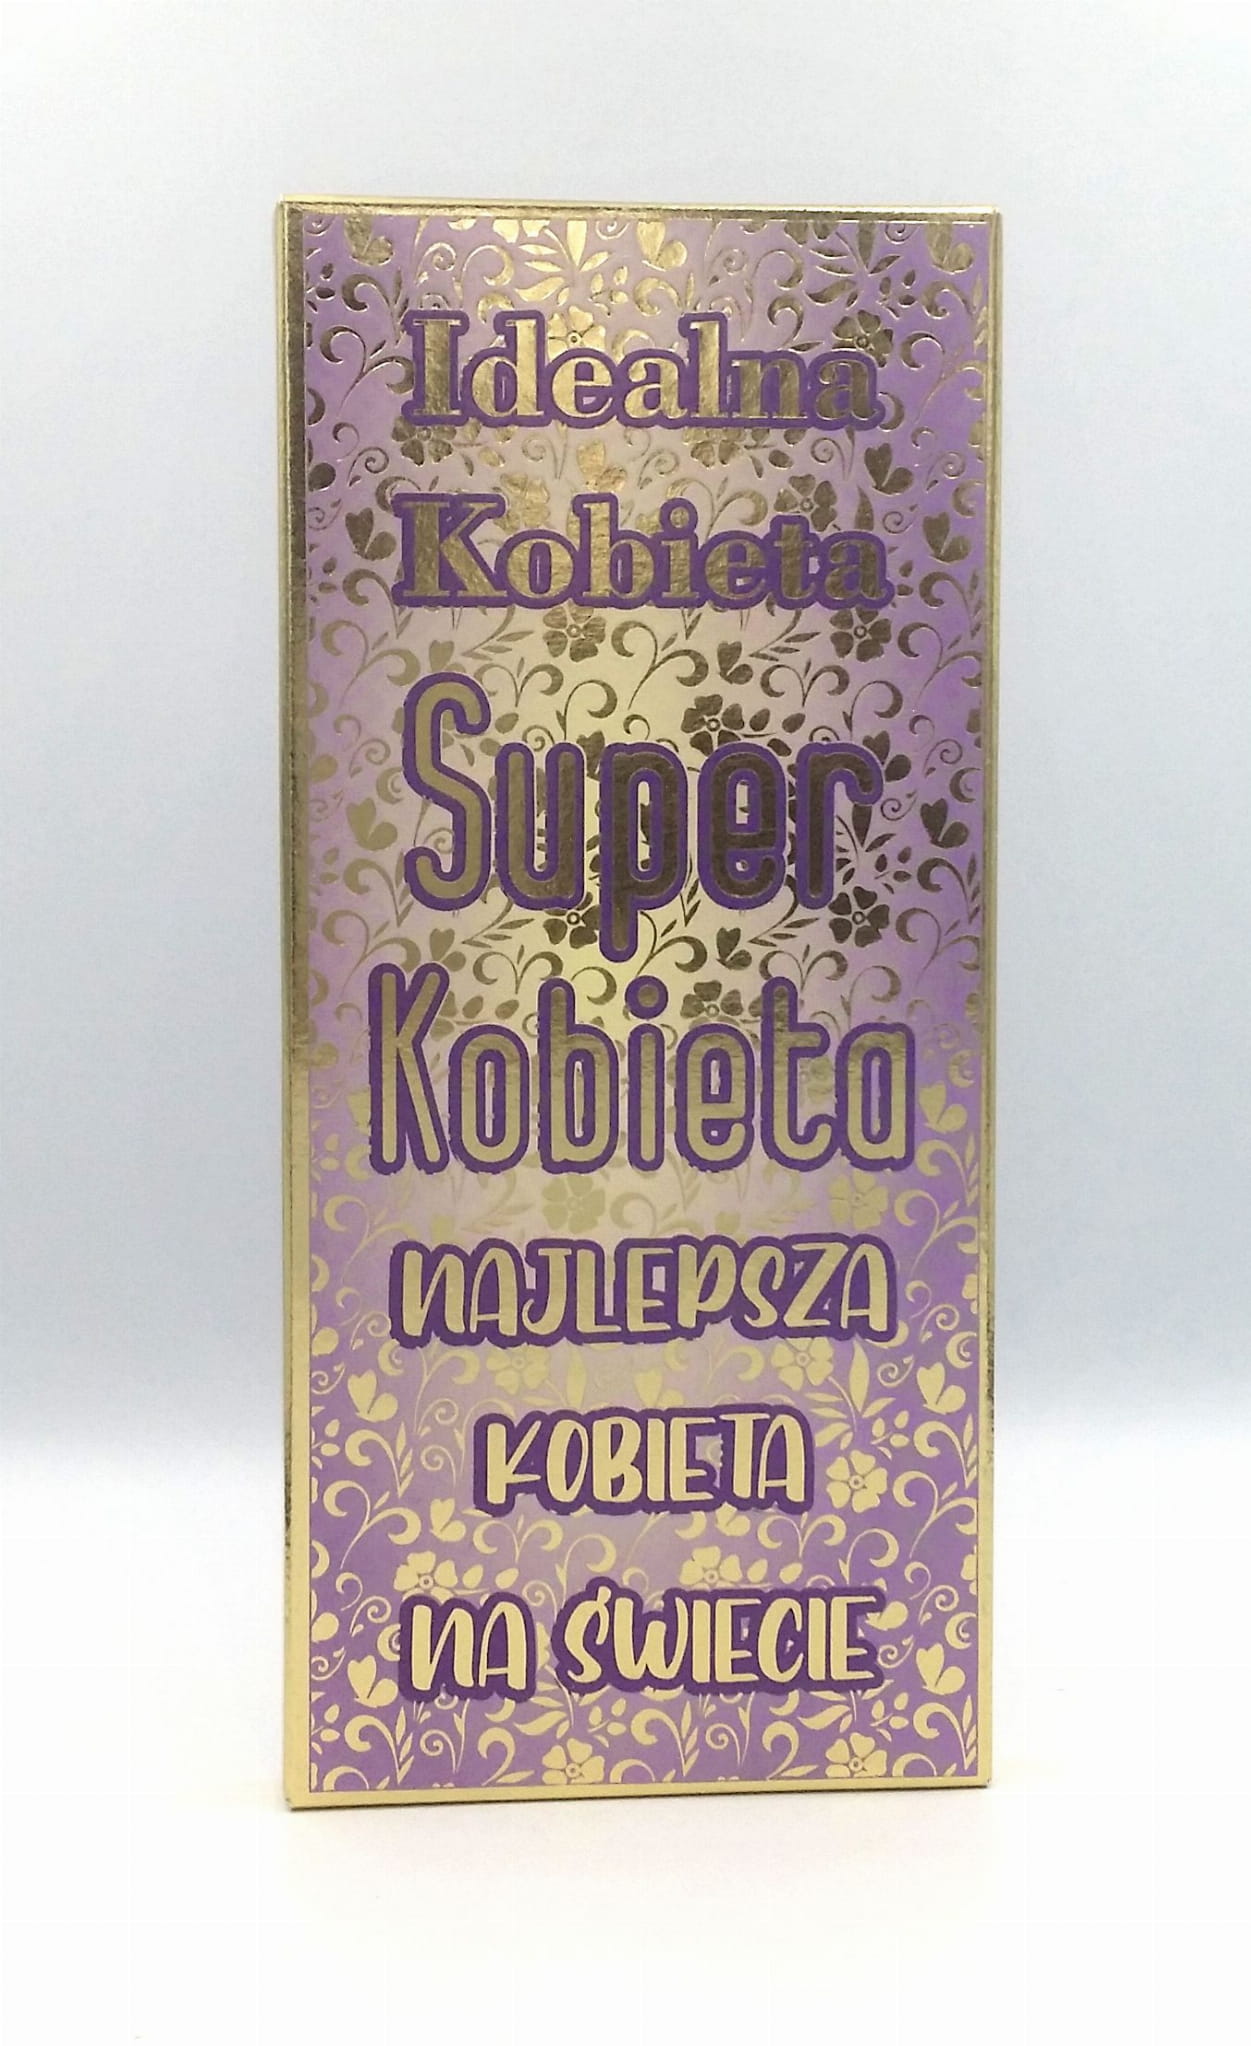 Idealna
Kobieta
Super
Kobieta
NAJLEPSZA
KOBIETA
NA ŚWIECIE